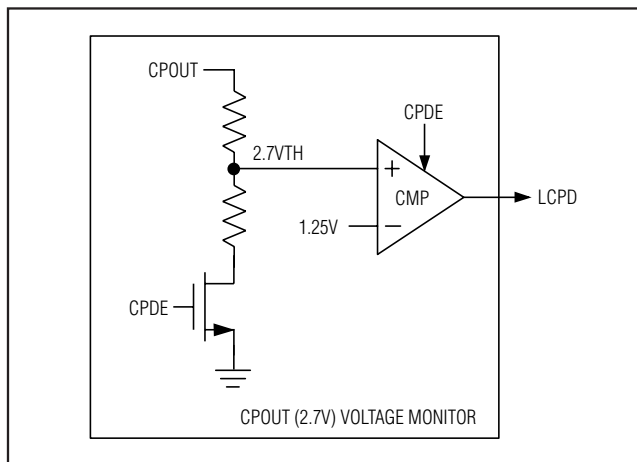 CPOUT
CPDE
2.7VTH
+
CMP
LCPD
1.25V
−
CPDE
CPOUT (2.7V) VOLTAGE MONITOR